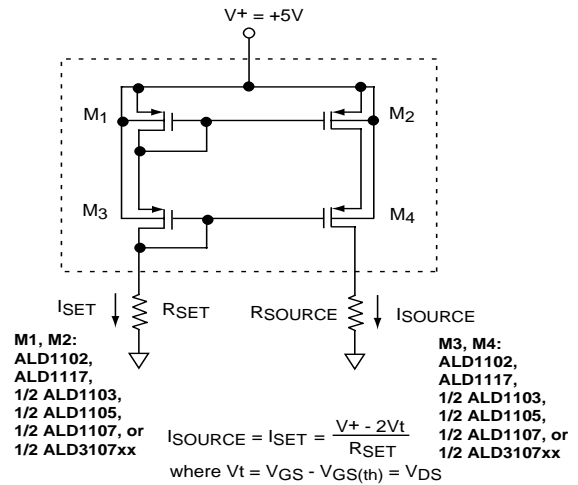 V+ = +5V
M1
M2
M3
M4
ISET
RSET
RSOURCE
ISOURCE
M1, M2:
ALD1102,
ALD1117,
1/2 ALD1103,
1/2 ALD1105,
1/2 ALD1107, or
1/2 ALD3107xx
M3, M4:
ALD1102,
ALD1117,
1/2 ALD1103,
1/2 ALD1105,
1/2 ALD1107, or
1/2 ALD3107xx
ISOURCE = ISET = V+ - 2Vt / RSET
where Vt = VGS - VGS(th) = VDS